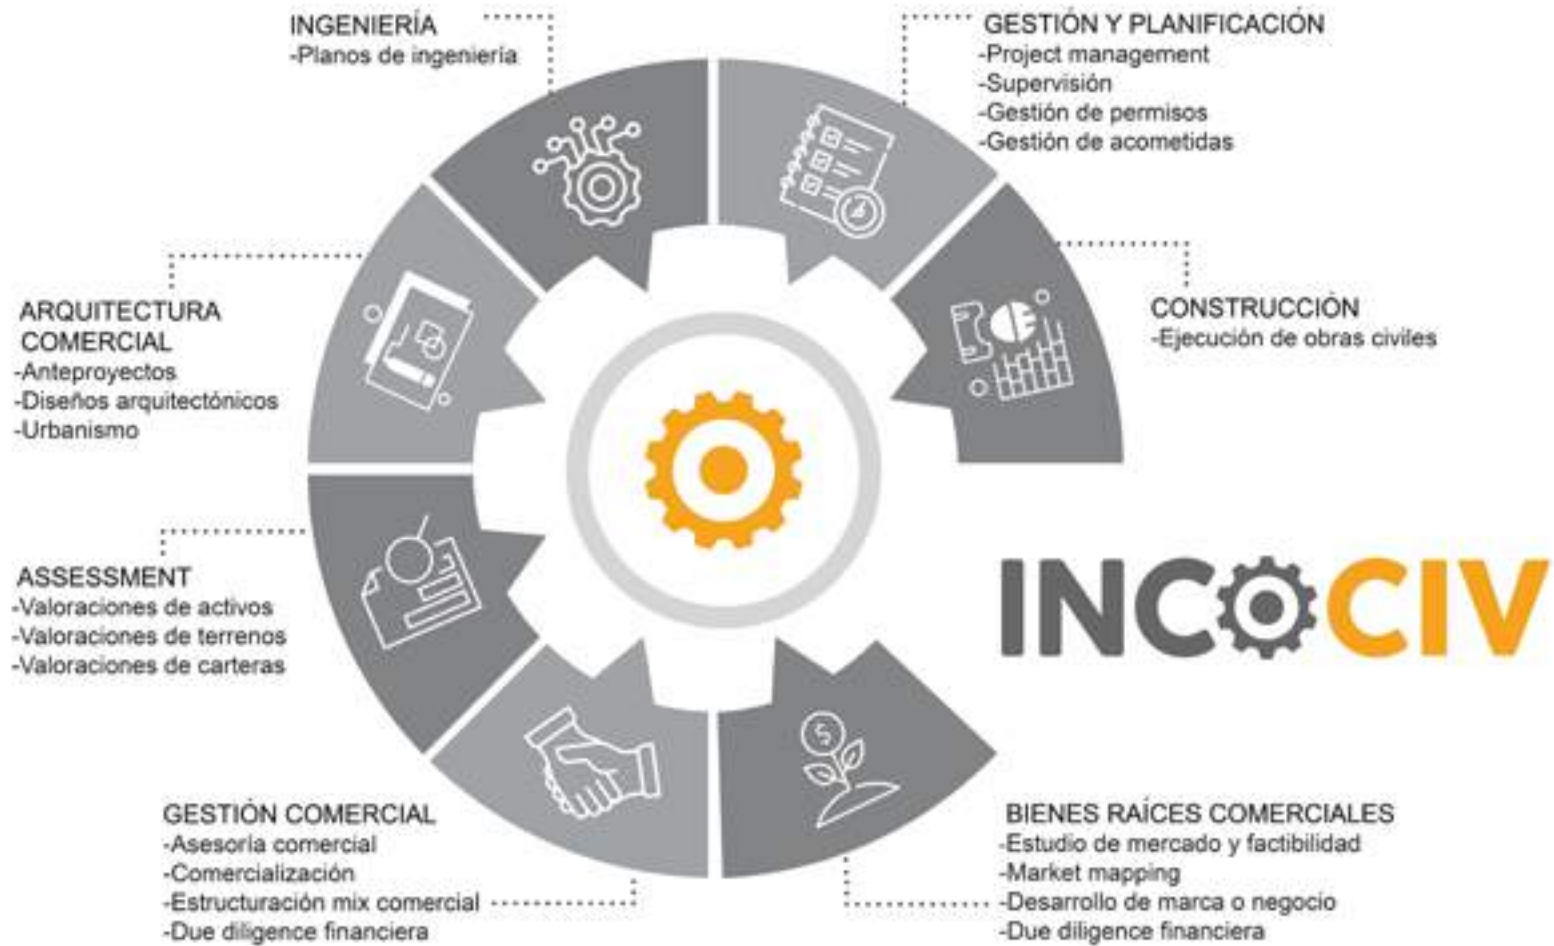 INGENIERÍA
-Planos de ingeniería
GESTIÓN Y PLANIFICACIÓN
-Project management
-Supervisión
-Gestión de permisos
-Gestión de acometidas
CONSTRUCCIÓN
-Ejecución de obras civiles
ARQUITECTURA
COMERCIAL
-Anteproyectos
-Diseños arquitectónicos
-Urbanismo
ASSESSMENT
-Valoraciones de activos
-Valoraciones de terrenos
-Valoraciones de carteras
INCOCIV
GESTIÓN COMERCIAL
-Asesoría comercial
-Comercialización
-Estructuración mix comercial
-Due diligence financiera
BIENES RAÍCES COMERCIALES
-Estudio de mercado y factibilidad
-Market mapping
-Desarrollo de marca o negocio
-Due diligence financiera
$